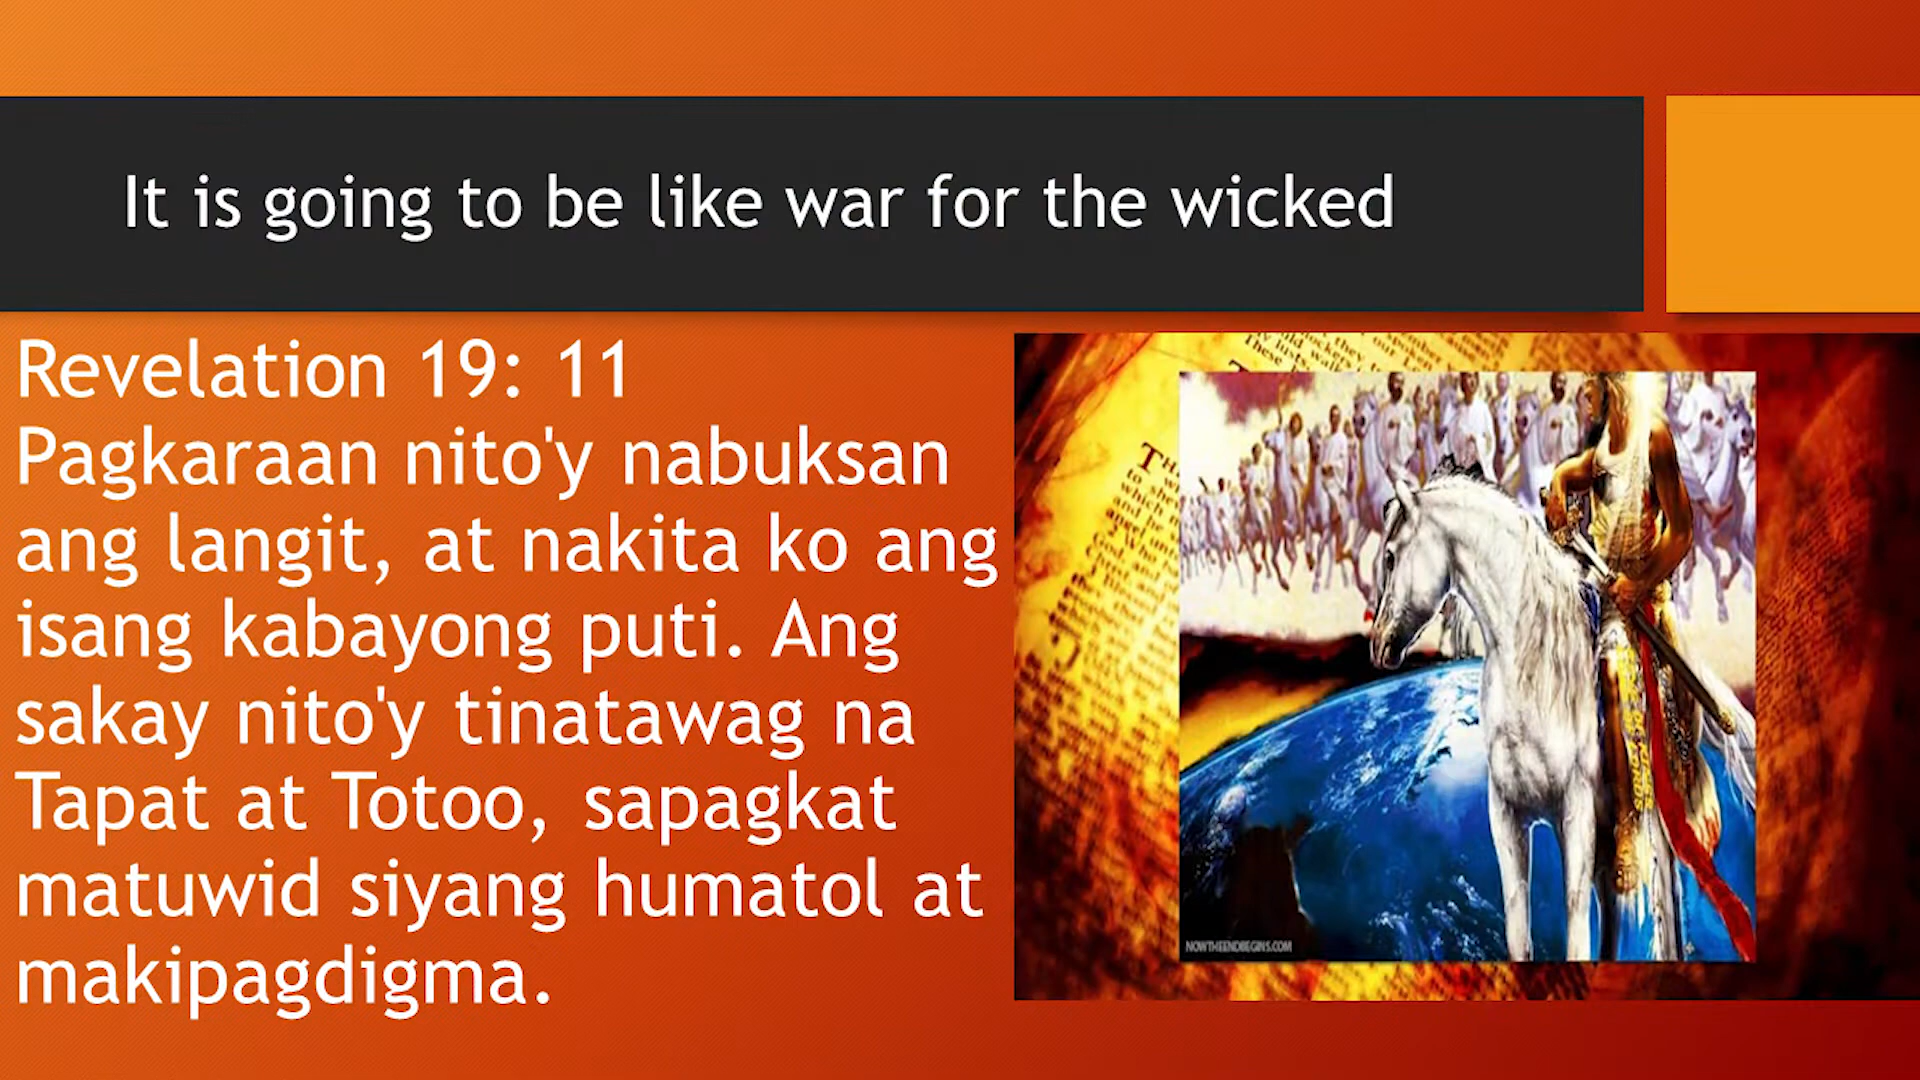 It is going to be like war for the wicked
Revelation 19: 11
Pagkaraan nito'y nabuksan
ang langit, at nakita ko ang
isang kabayong puti. Ang
sakay nito'y tinatawag na
Tapat at Totoo, sapagkat
matuwid siyang humatol at
makipagdigma.
NOWTHEENDBEGINS.COM